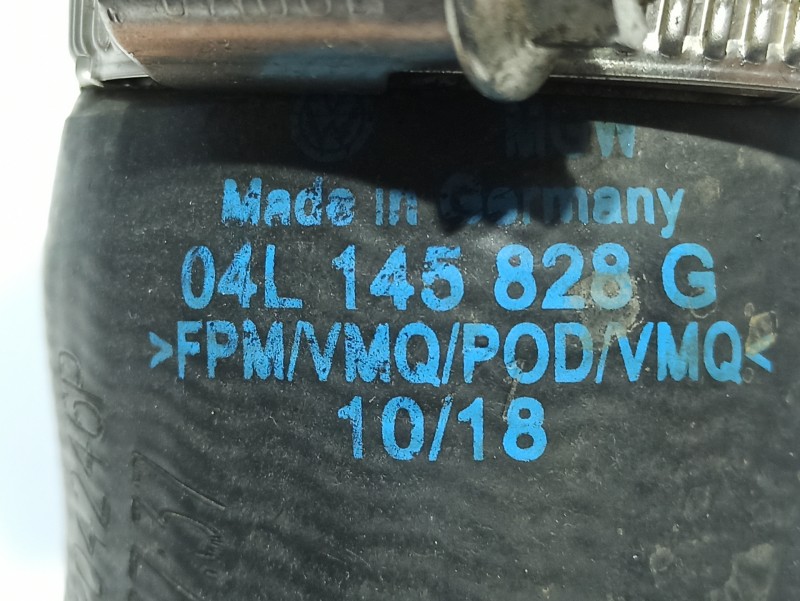 MGW
Made in Germany
04L 145 828 G
>FPM/VMQ/POD/VMQ<
10/18